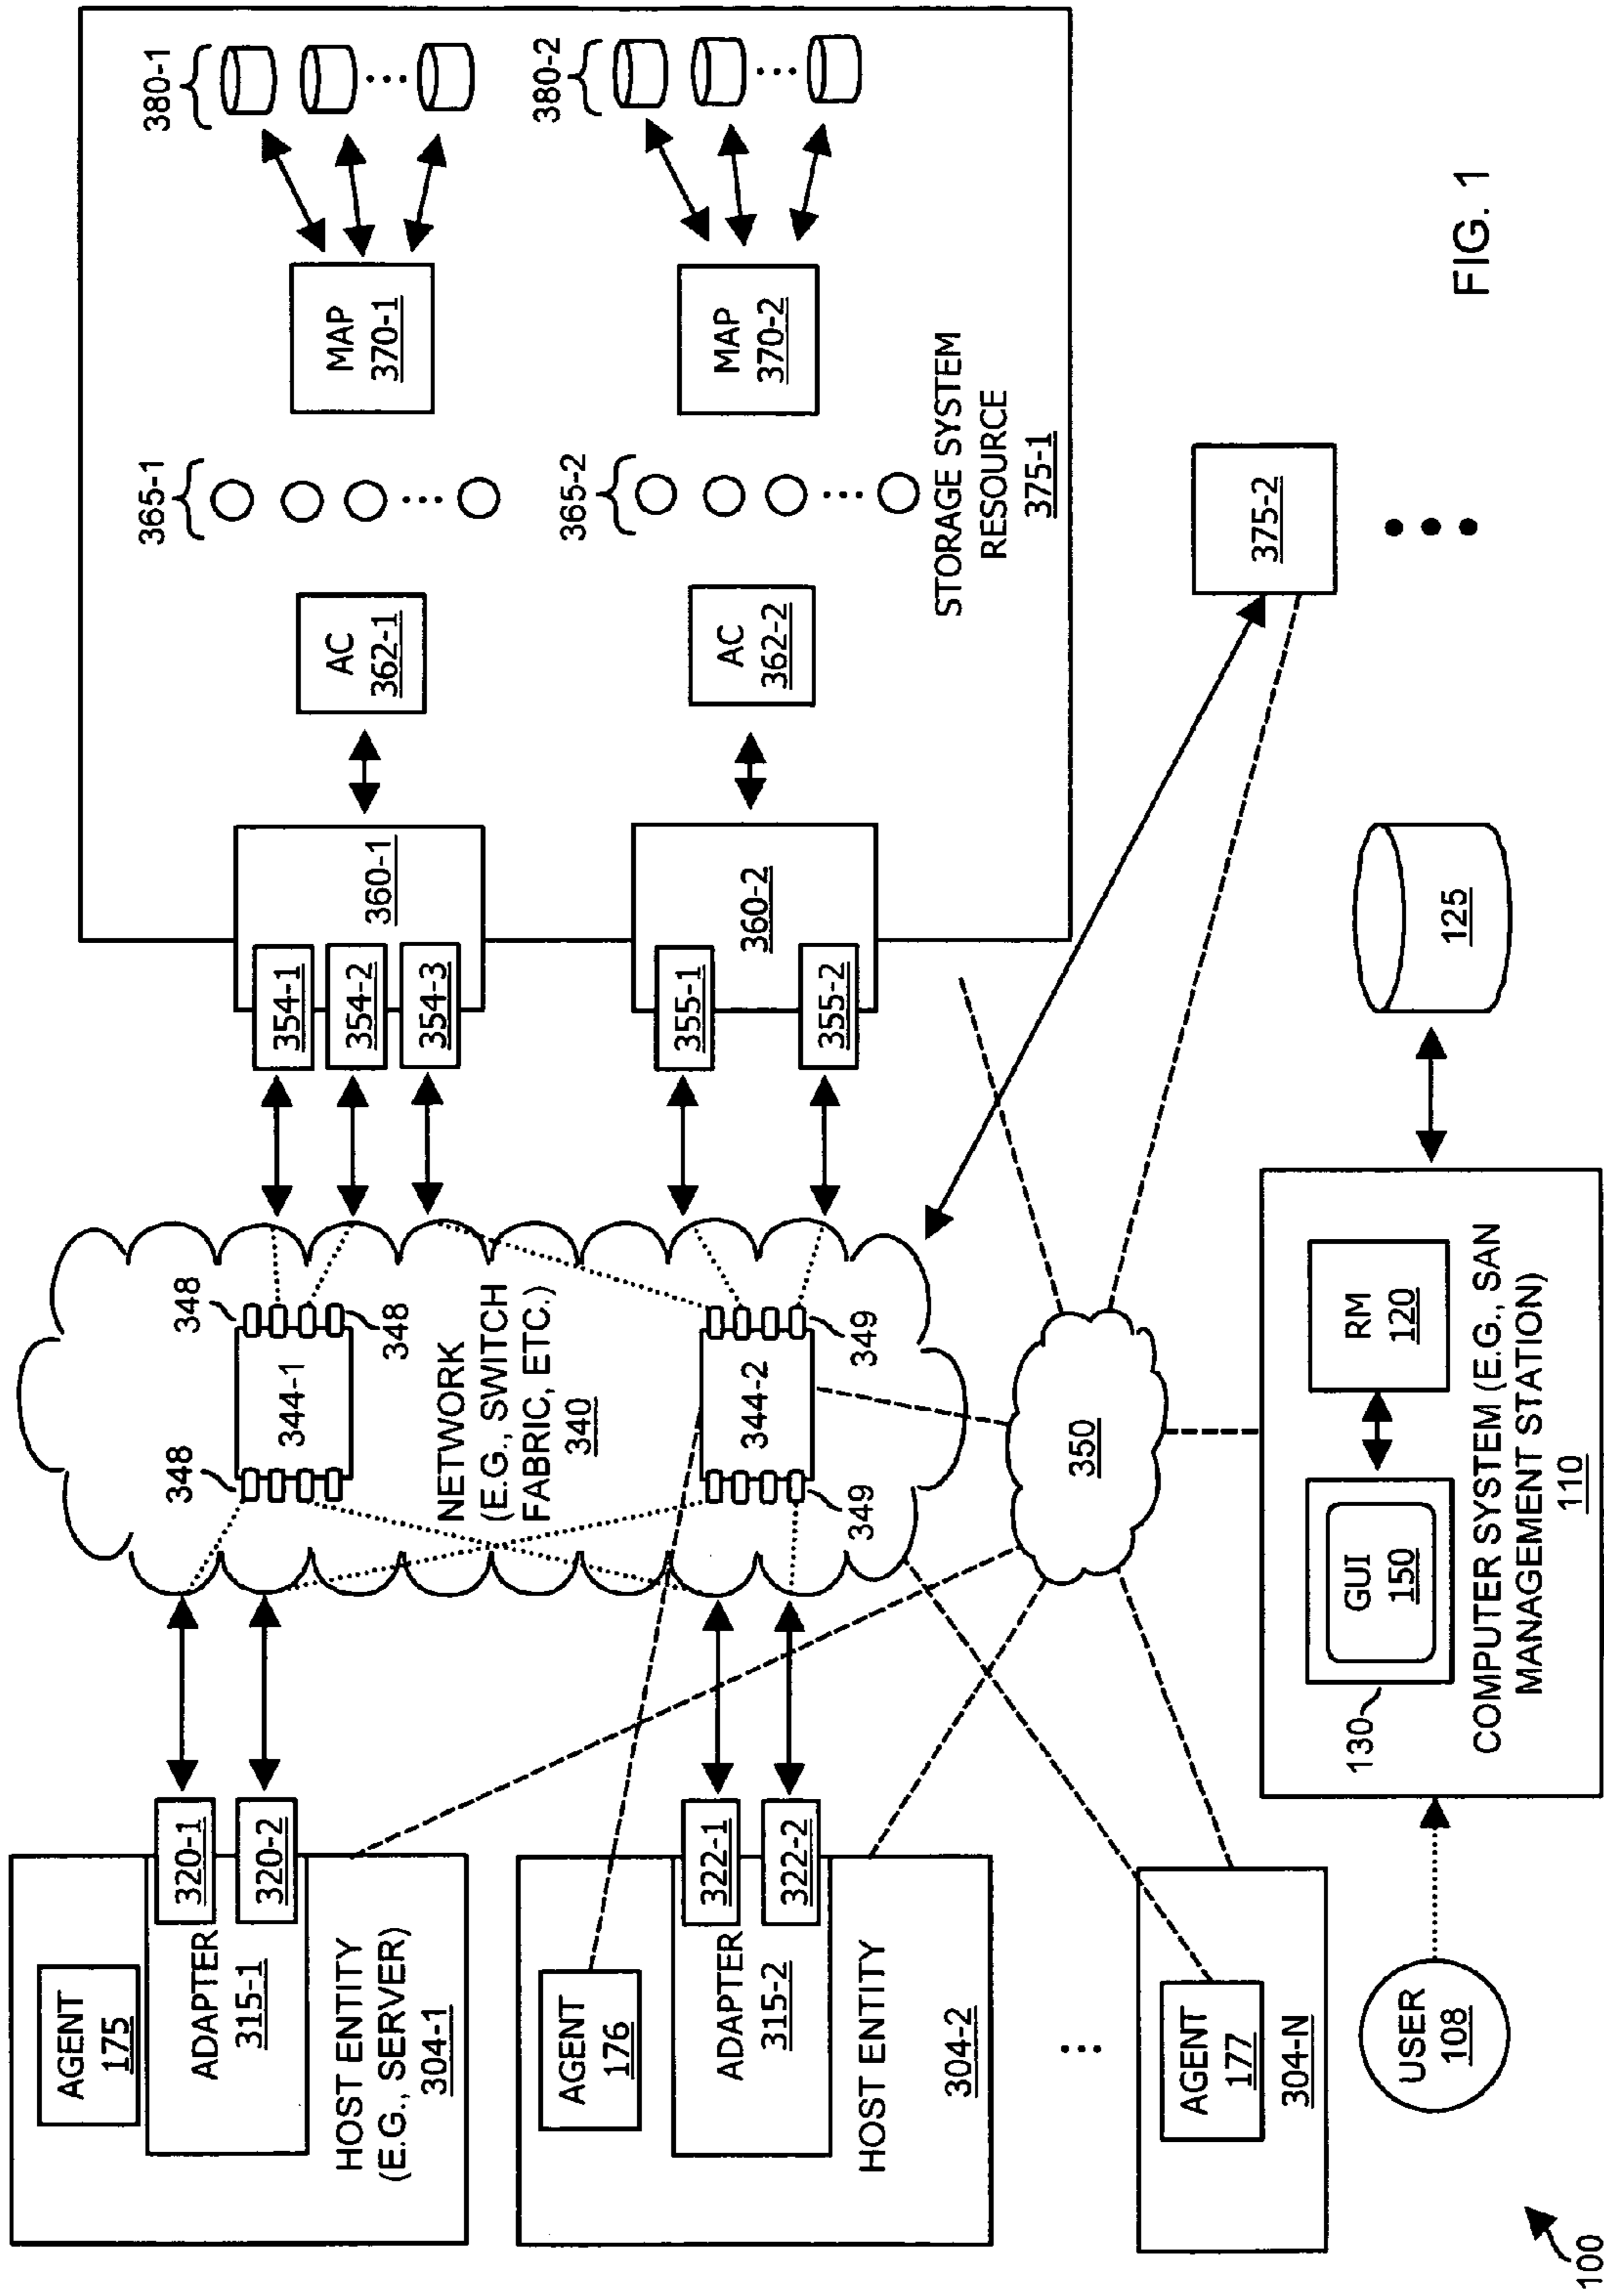 100
HOST ENTITY
(E.G., SERVER)
304-1
AGENT
175
ADAPTER
315-1
320-1
320-2
HOST ENTITY
304-2
AGENT
176
ADAPTER
315-2
322-1
322-2
...
AGENT
177
304-N
USER
108
NETWORK
(E.G., SWITCH
FABRIC, ETC.)
340
348
344-1
348
348
344-2
349
349
350
354-1
354-2
354-3
360-1
355-1
355-2
360-2
AC
362-1
AC
362-2
365-1
...
365-2
...
MAP
370-1
MAP
370-2
380-1
...
380-2
...
STORAGE SYSTEM
RESOURCE
375-1
375-2
...
130
GUI
150
RM
120
COMPUTER SYSTEM (E.G., SAN
MANAGEMENT STATION)
110
125
FIG. 1